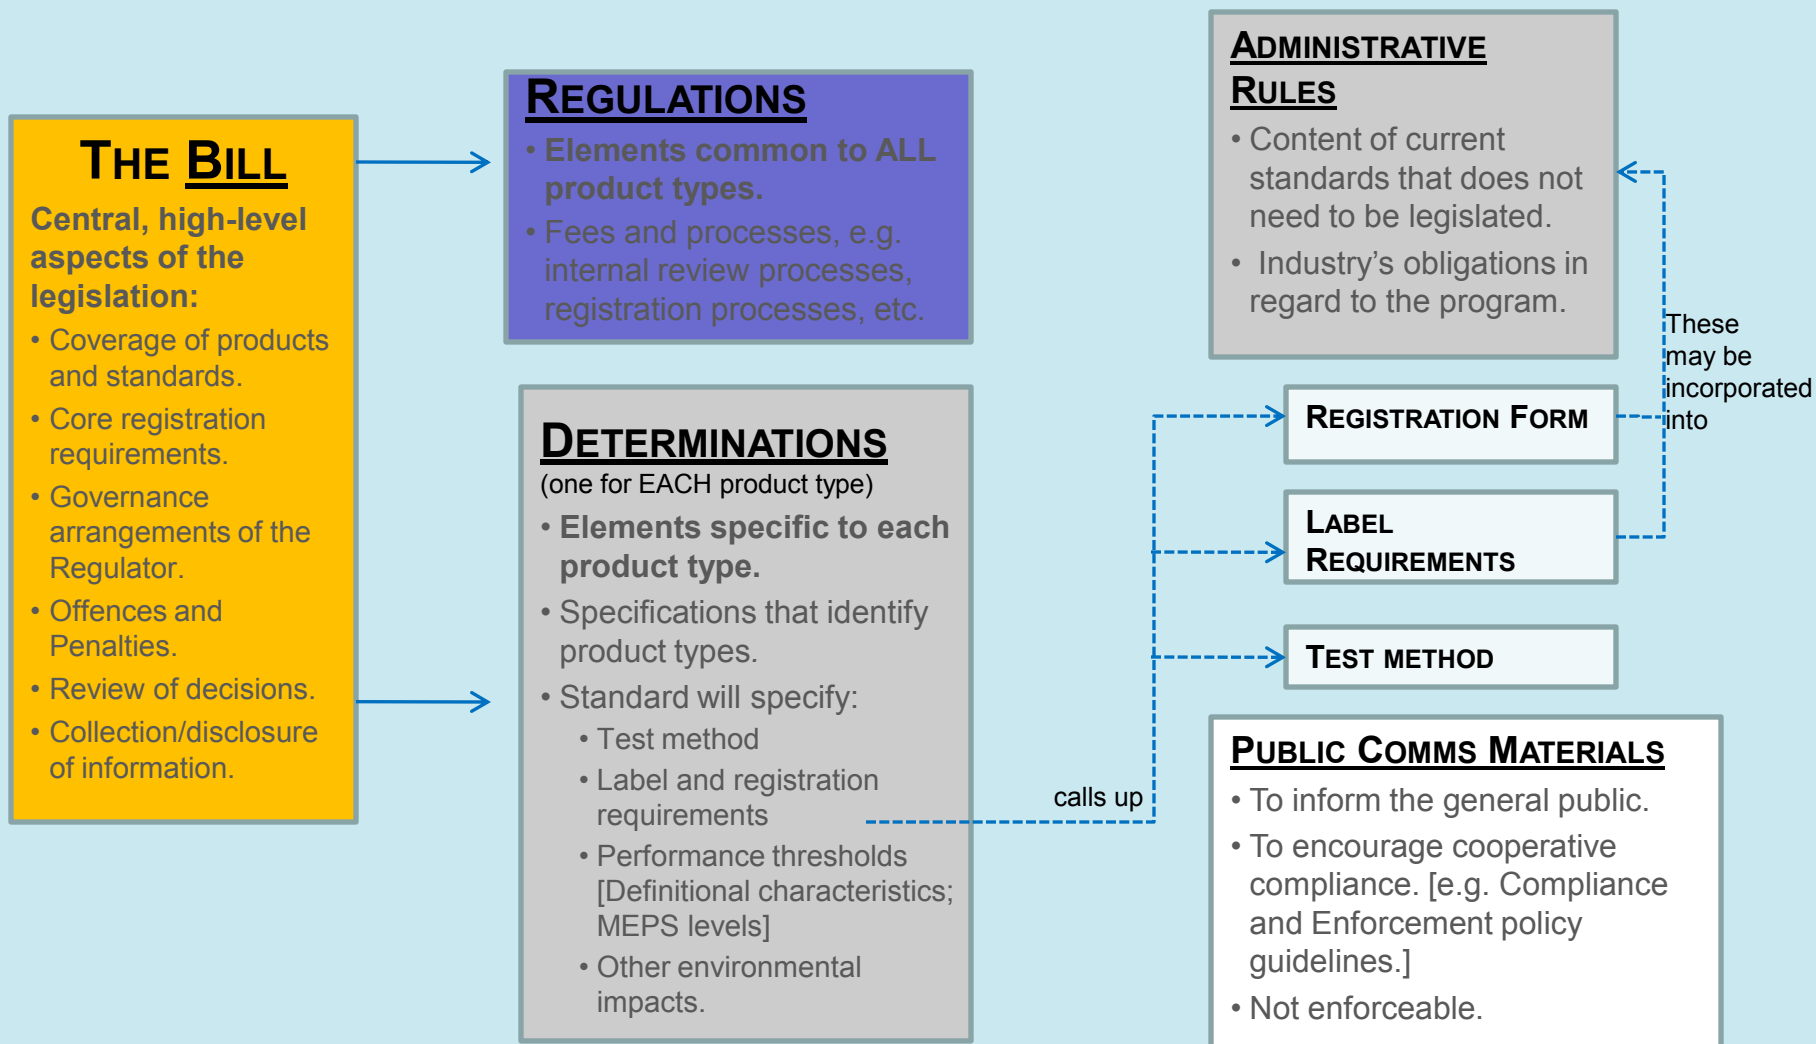 THE BILL
Central, high-level
aspects of the
legislation:
• Coverage of products
and standards.
• Core registration
requirements.
• Governance
arrangements of the
Regulator.
• Offences and
Penalties.
• Review of decisions.
• Collection/disclosure
of information.
REGULATIONS
• Elements common to ALL
product types.
• Fees and processes, e.g.
internal review processes,
registration processes, etc.
DETERMINATIONS
(one for EACH product type)
• Elements specific to each
product type.
• Specifications that identify
product types.
• Standard will specify:
• Test method
• Label and registration
requirements
• Performance thresholds
[Definitional characteristics;
MEPS levels]
• Other environmental
impacts.
calls up
ADMINISTRATIVE
RULES
• Content of current
standards that does not
need to be legislated.
• Industry’s obligations in
regard to the program.
These
may be
incorporated
into
REGISTRATION FORM
LABEL
REQUIREMENTS
TEST METHOD
PUBLIC COMMS MATERIALS
• To inform the general public.
• To encourage cooperative
compliance. [e.g. Compliance
and Enforcement policy
guidelines.]
• Not enforceable.